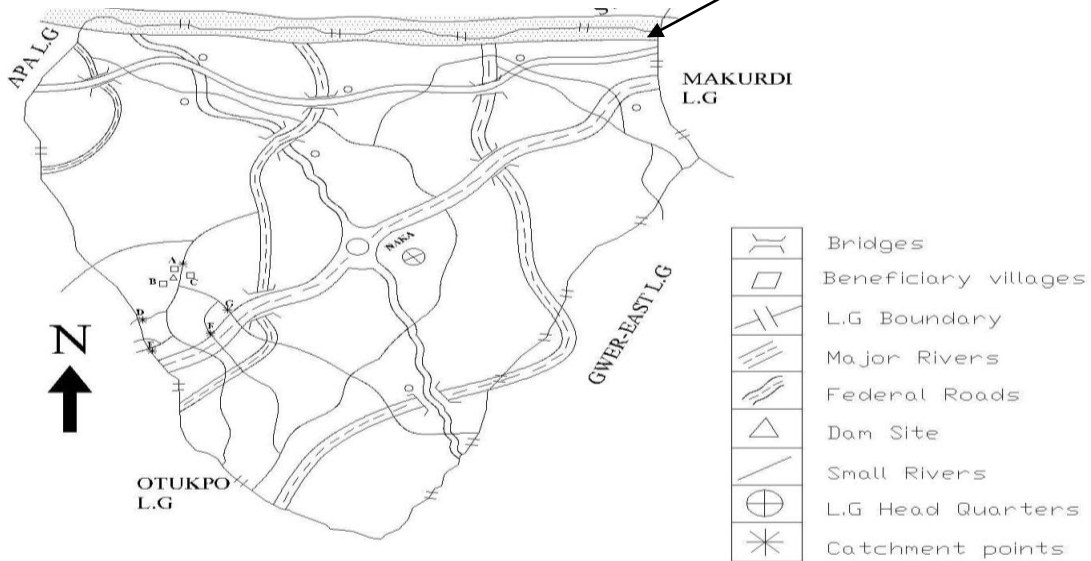 APA L.G
MAKURDI
L.G
NAKA
A
B
C
D
G
F
E
N
GWER-EAST L.G
OTUKPO
L.G
Bridges
Beneficiary villages
L.G Boundary
Major Rivers
Federal Roads
Dam Site
Small Rivers
L.G Head Quarters
Catchment points